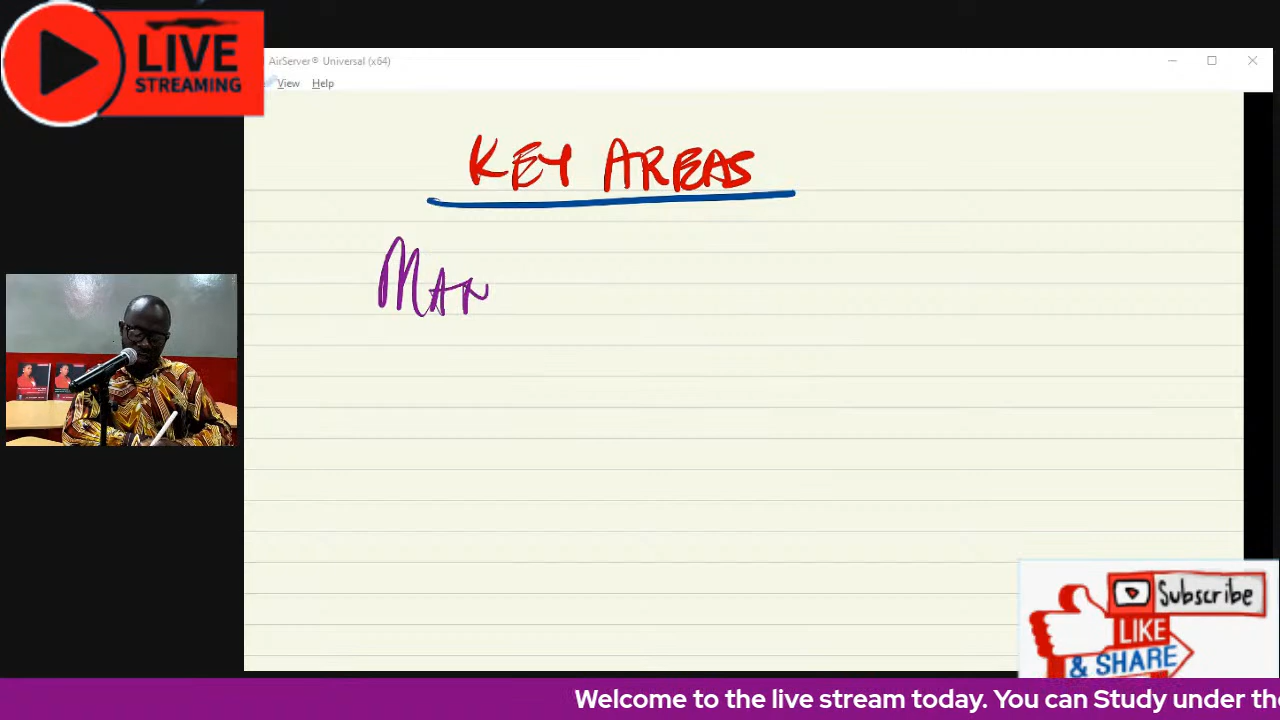 LIVE
STREAMING
AirServer® Universal (x64)
View Help
KEY AREAS
MAN
Subscribe
LIKE
& SHARE
Welcome to the live stream today. You can Study under the